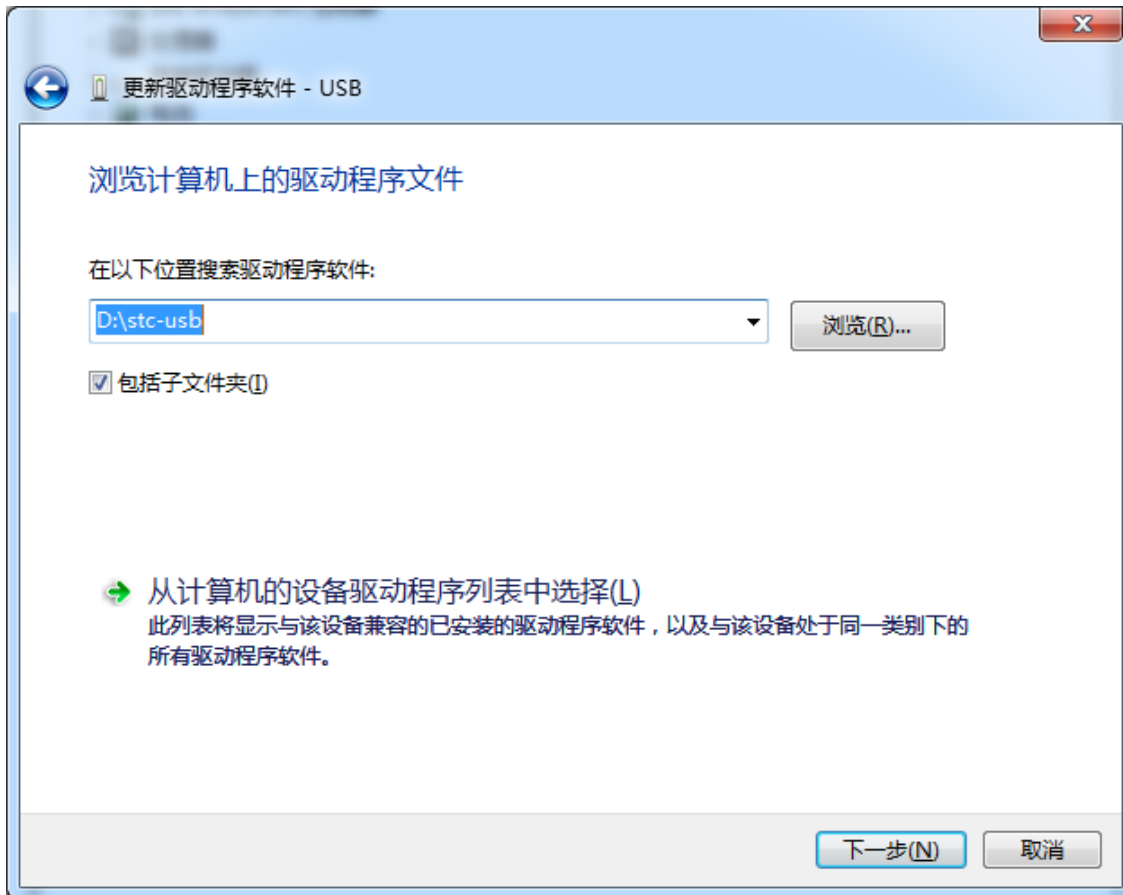 更新驱动程序软件 - USB
浏览计算机上的驱动程序文件
在以下位置搜索驱动程序软件:
D:\stc-usb
浏览(R)...
包括子文件夹(I)
从计算机的设备驱动程序列表中选择(L)
此列表将显示与该设备兼容的已安装的驱动程序软件，以及与该设备处于同一类别下的
所有驱动程序软件。
下一步(N)
取消